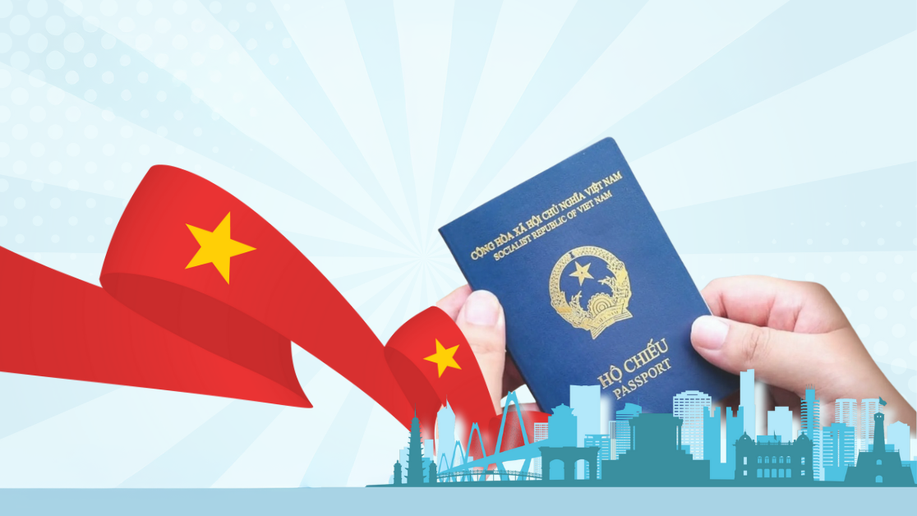 CỘNG HÒA XÃ HỘI CHỦ NGHĨA VIỆT NAM
SOCIALIST REPUBLIC OF VIET NAM
HỘ CHIẾU
PASSPORT